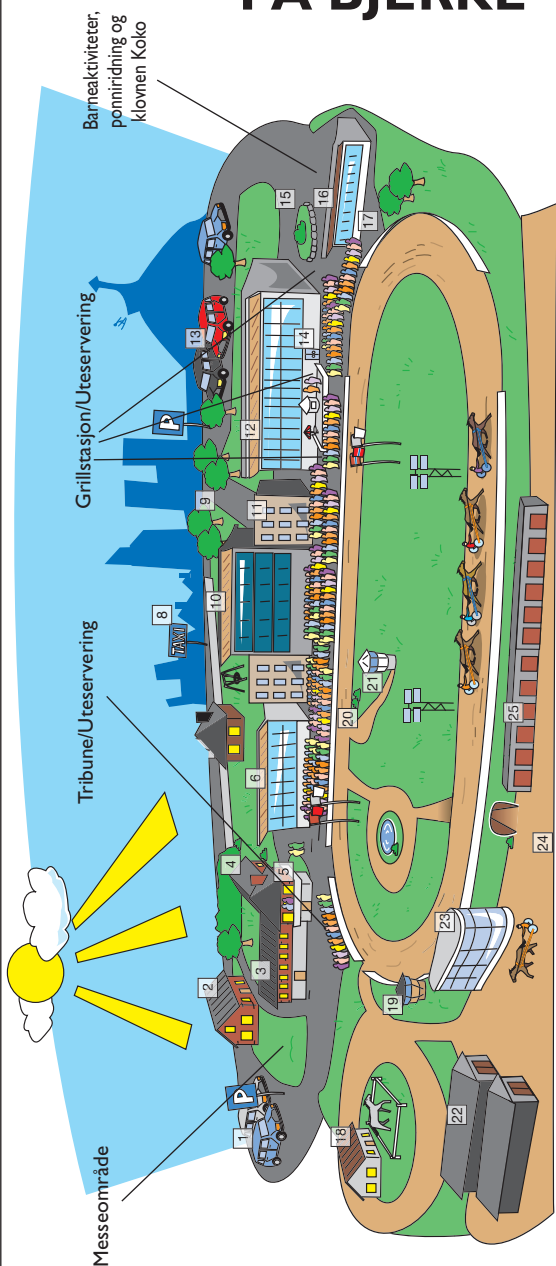 PÅ BJERKE
Messeområde
Tribune/Uteservering
Grillstasjon/Uteservering
Barneaktiviteter,
ponniridning og
klovnen Koko
P
TAXI
P
1
2
3
4
5
6
8
9
10
11
12
13
14
15
16
17
18
19
20
21
22
23
24
25